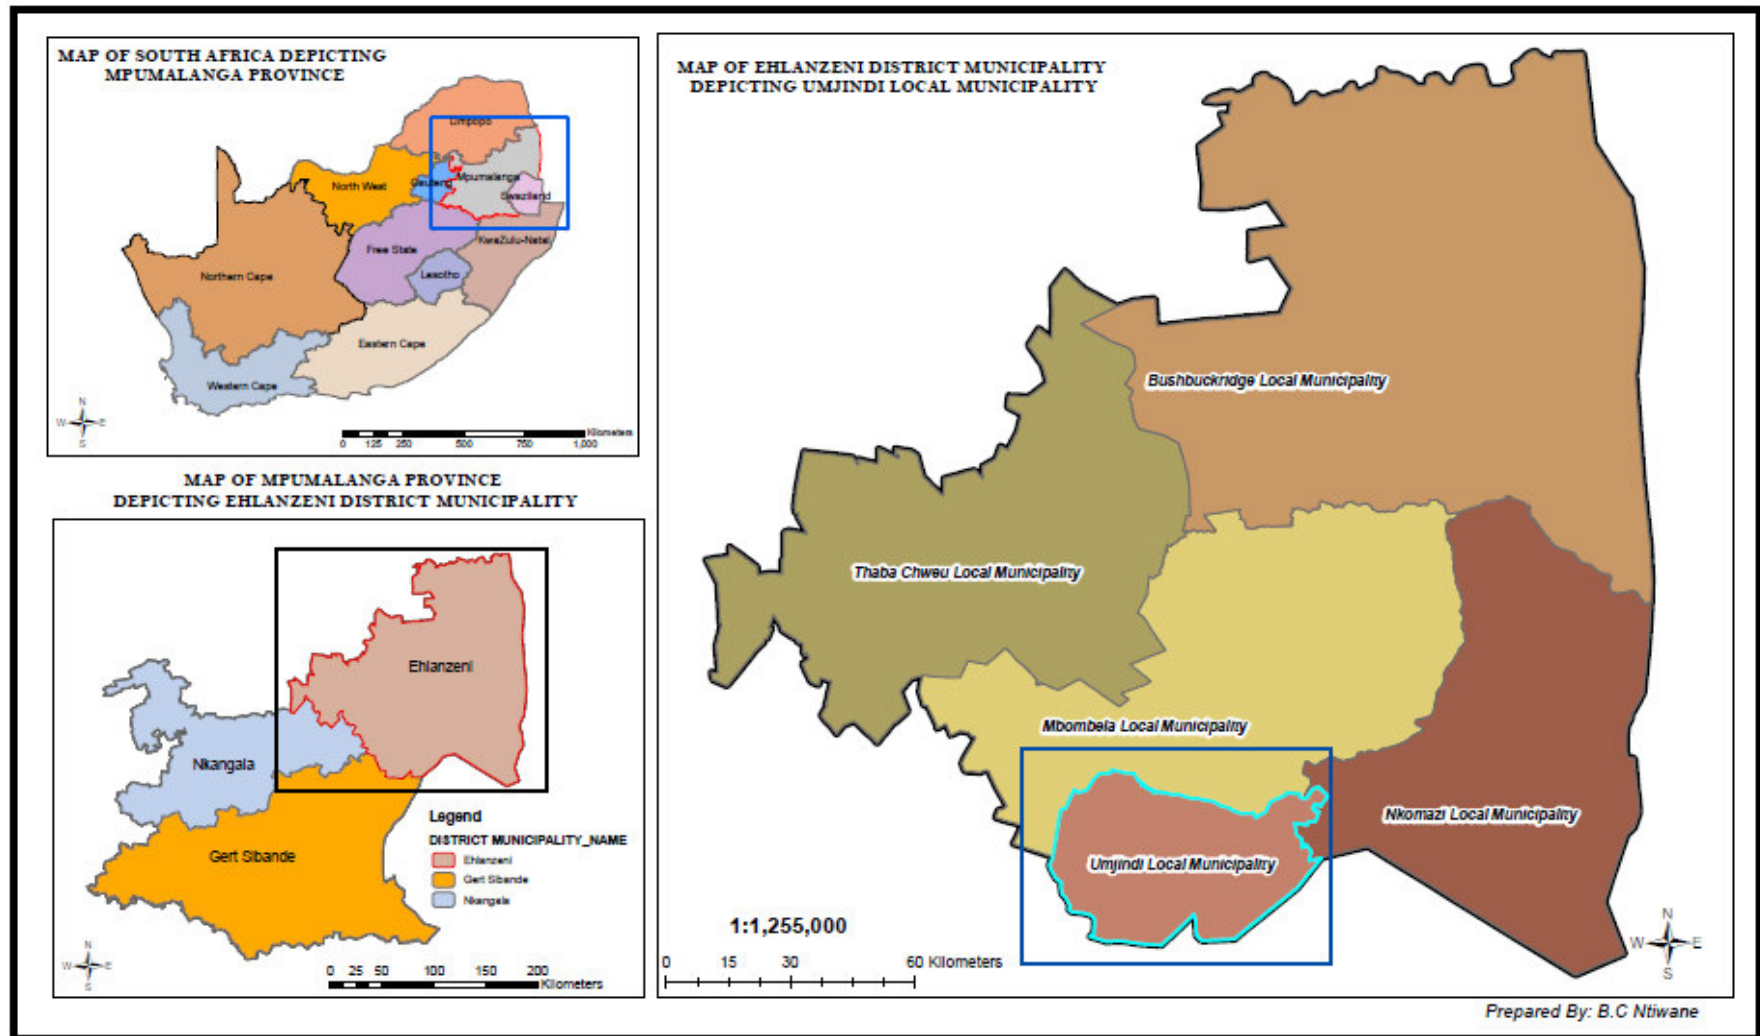 MAP OF SOUTH AFRICA DEPICTING
MPUMALANGA PROVINCE
Limpopo
North West
Gauteng
Mpumalanga
Swaziland
KwaZulu-Natal
Free State
Lesotho
Northern Cape
Eastern Cape
Western Cape
N
W E
S
0 125 250 500 750 1,000
Kilometers
MAP OF MPUMALANGA PROVINCE
DEPICTING EHLANZENI DISTRICT MUNICIPALITY
Ehlanzeni
Nkangala
Gert Sibande
Legend
DISTRICT MUNICIPALITY_NAME
Ehlanzeni
Gert Sibande
Nkangala
N
W E
S
0 25 50 100 150 200
Kilometers
MAP OF EHLANZENI DISTRICT MUNICIPALITY
DEPICTING UMJINDI LOCAL MUNICIPALITY
Bushbuckridge Local Municipality
Thaba Chweu Local Municipality
Mbombela Local Municipality
Nkomazi Local Municipality
Umjindi Local Municipality
1:1,255,000
0 15 30 60 Kilometers
N
W E
S
Prepared By: B.C Ntiwane